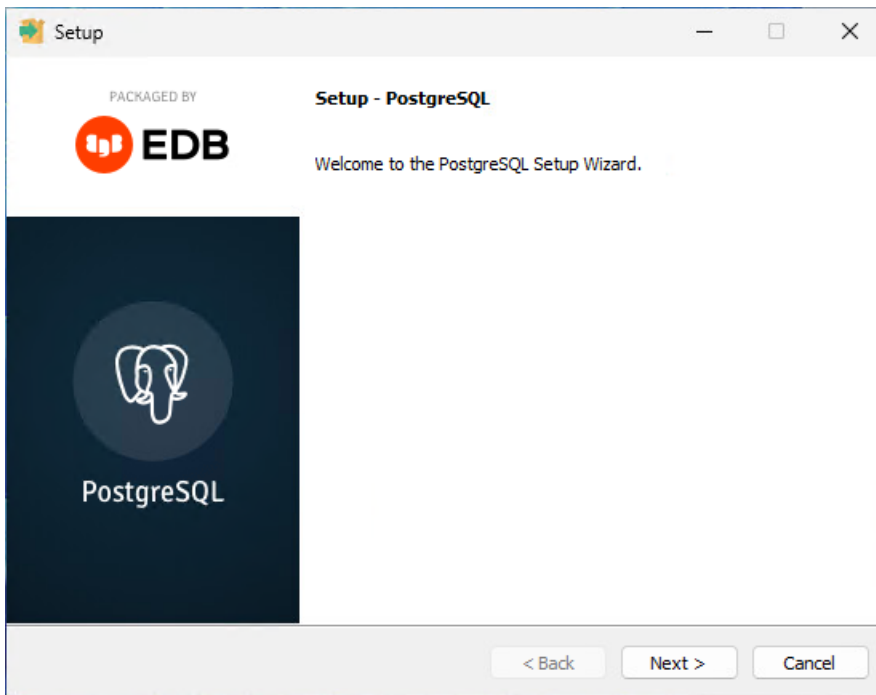 Setup
PACKAGED BY
EDB
Setup - PostgreSQL
Welcome to the PostgreSQL Setup Wizard.
PostgreSQL
< Back
Next >
Cancel